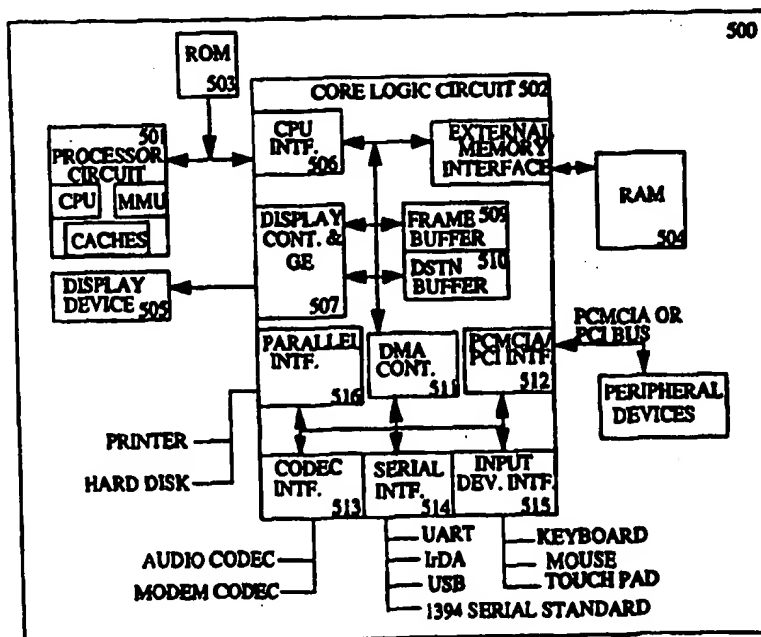 500
ROM
503
CORE LOGIC CIRCUIT 502
501
PROCESSOR
CIRCUIT
CPU
MMU
CACHES
CPU
INTF.
506
EXTERNAL
MEMORY
INTERFACE
RAM
504
DISPLAY
CONT. &
GE
507
FRAME 509
BUFFER
510
DSTN
BUFFER
DISPLAY
DEVICE
505
PARALLEL
INTF.
516
DMA
CONT.
511
PCMCIA/
PCI INTF.
512
PCMCIA OR
PCI BUS
PERIPHERAL
DEVICES
PRINTER
HARD DISK
CODEC
INTF.
513
SERIAL
INTF.
514
INPUT
DEV. INTF.
515
AUDIO CODEC
MODEM CODEC
UART
IrDA
USB
1394 SERIAL STANDARD
KEYBOARD
MOUSE
TOUCH PAD